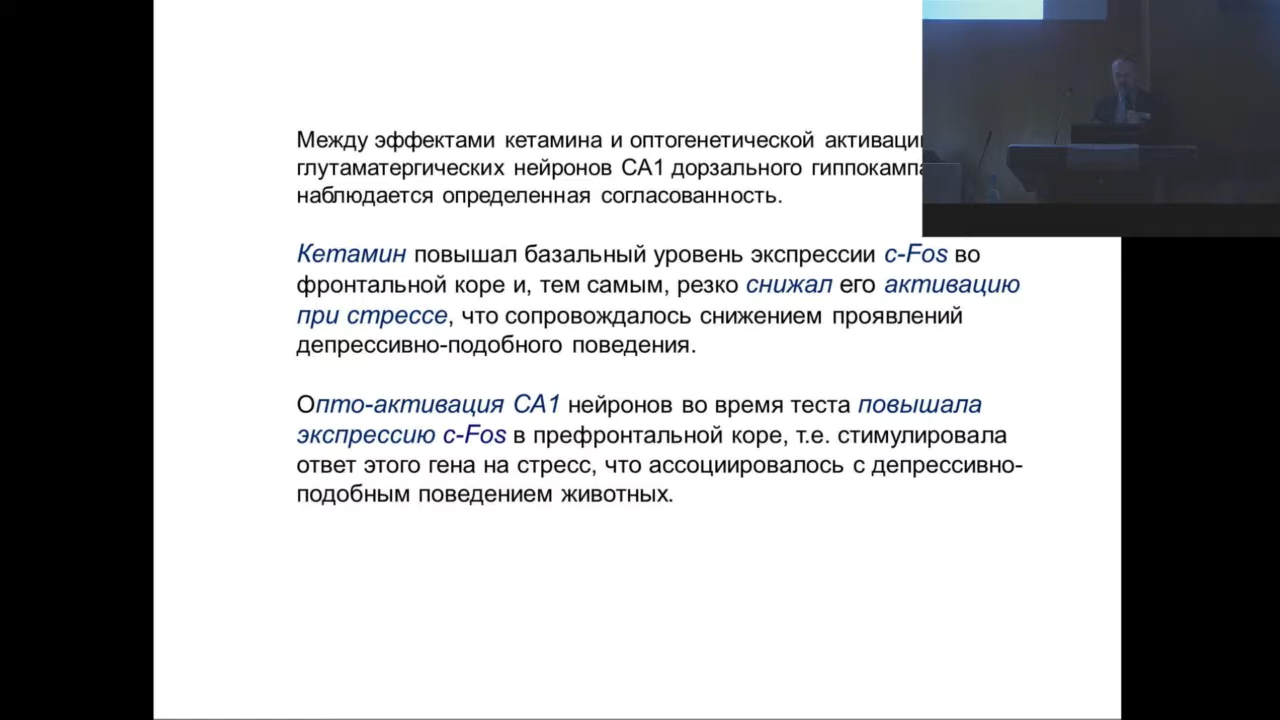 Между эффектами кетамина и оптогенетической
глутаматергических нейронов СА1 дорзального
наблюдается определенная согласованность.
Кетамин повышал базальный уровень экспрессии c-Fos во
фронтальной коре и, тем самым, резко снижал его активацию
при стрессе, что сопровождалось снижением проявлений
депрессивно-подобного поведения.
Опто-активация СА1 нейронов во время теста повышала
экспрессию c-Fos в префронтальной коре, т.е. стимулировала
ответ этого гена на стресс, что ассоциировалось с депрессивно-
подобным поведением животных.